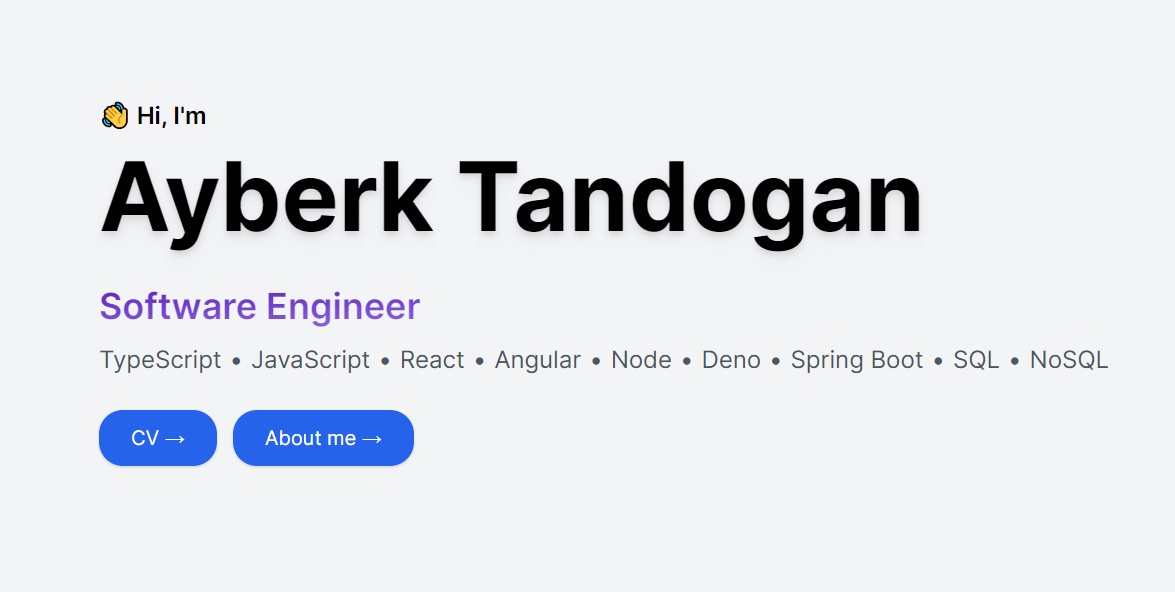 👋 Hi, I'm
Ayberk Tandogan
Software Engineer
TypeScript • JavaScript • React • Angular • Node • Deno • Spring Boot • SQL • NoSQL
CV → About me →